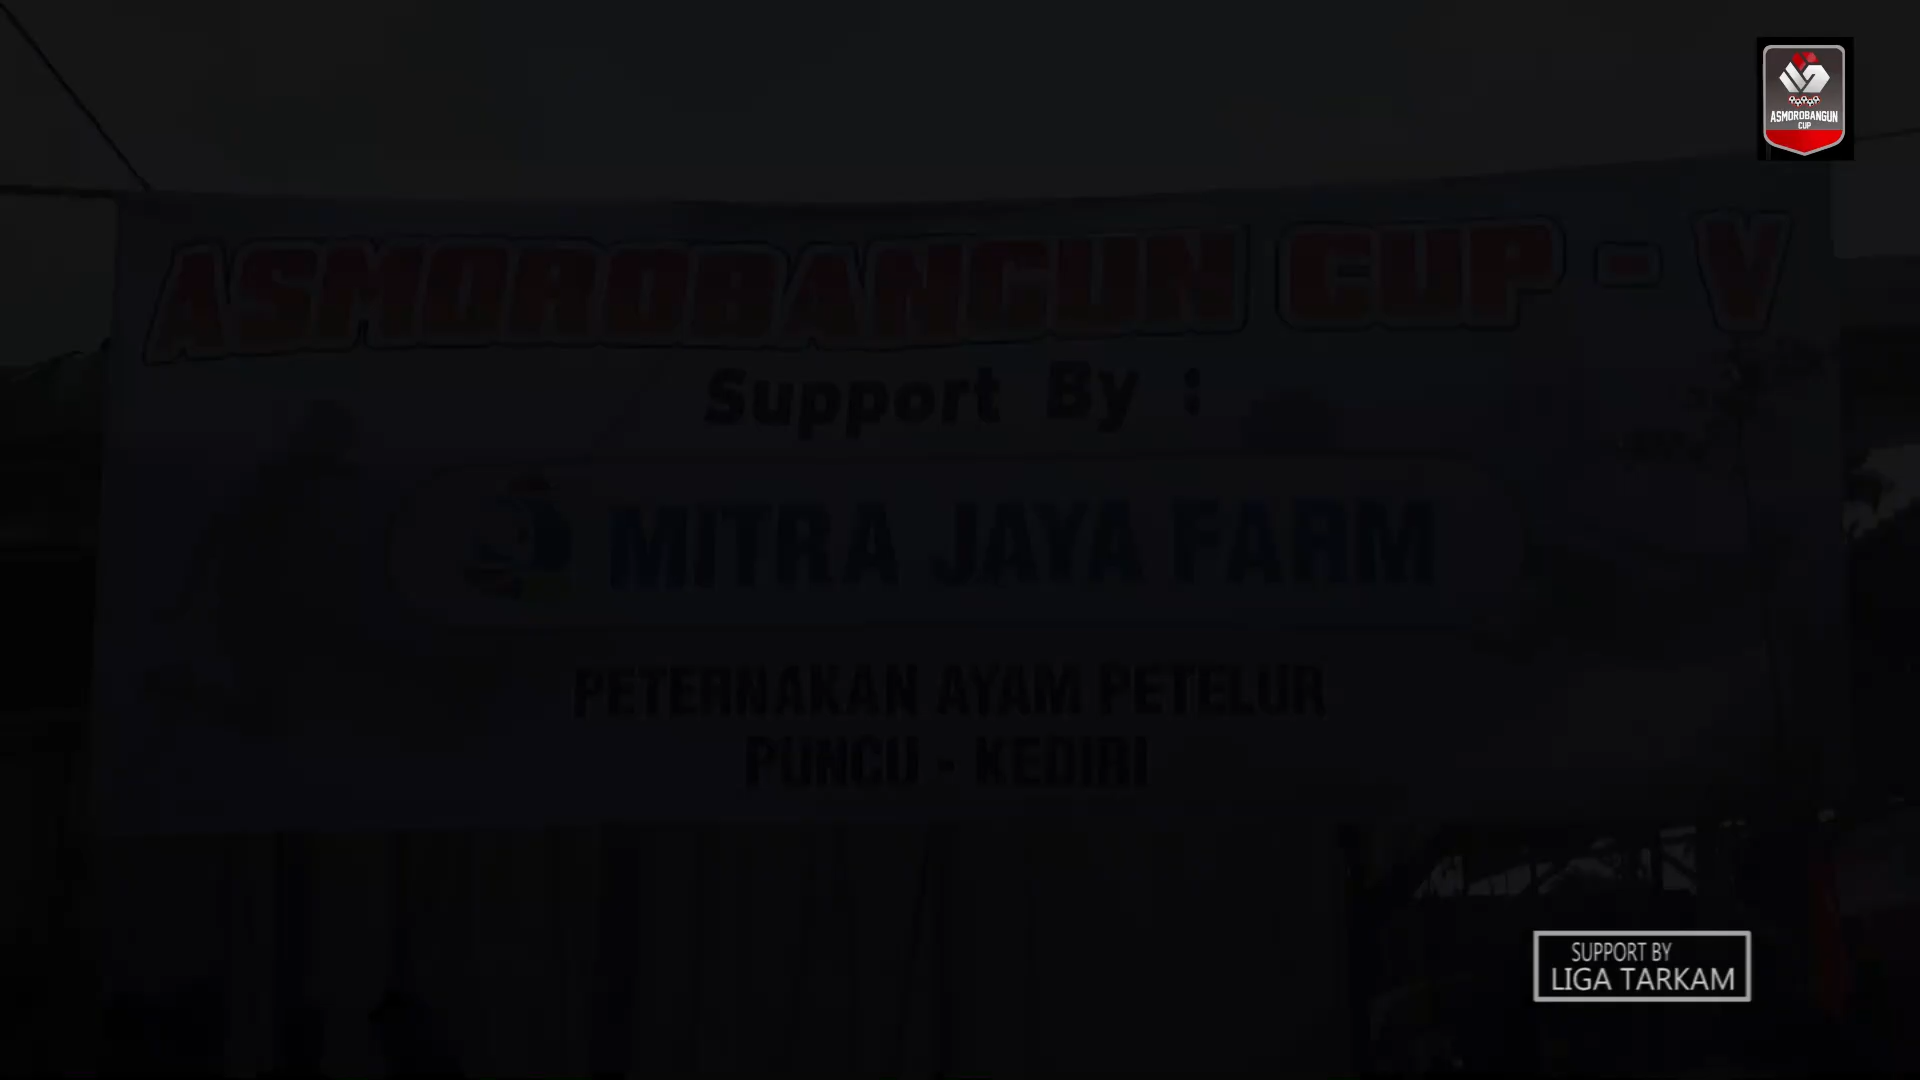 ASMOROBANGUN
CUP
ASMOROBANGUN CUP - V
Support By :
MITRA JAYA FARM
PETERNAKAN AYAM PETELUR
PUNCU - KEDIRI
SUPPORT BY
LIGA TARKAM